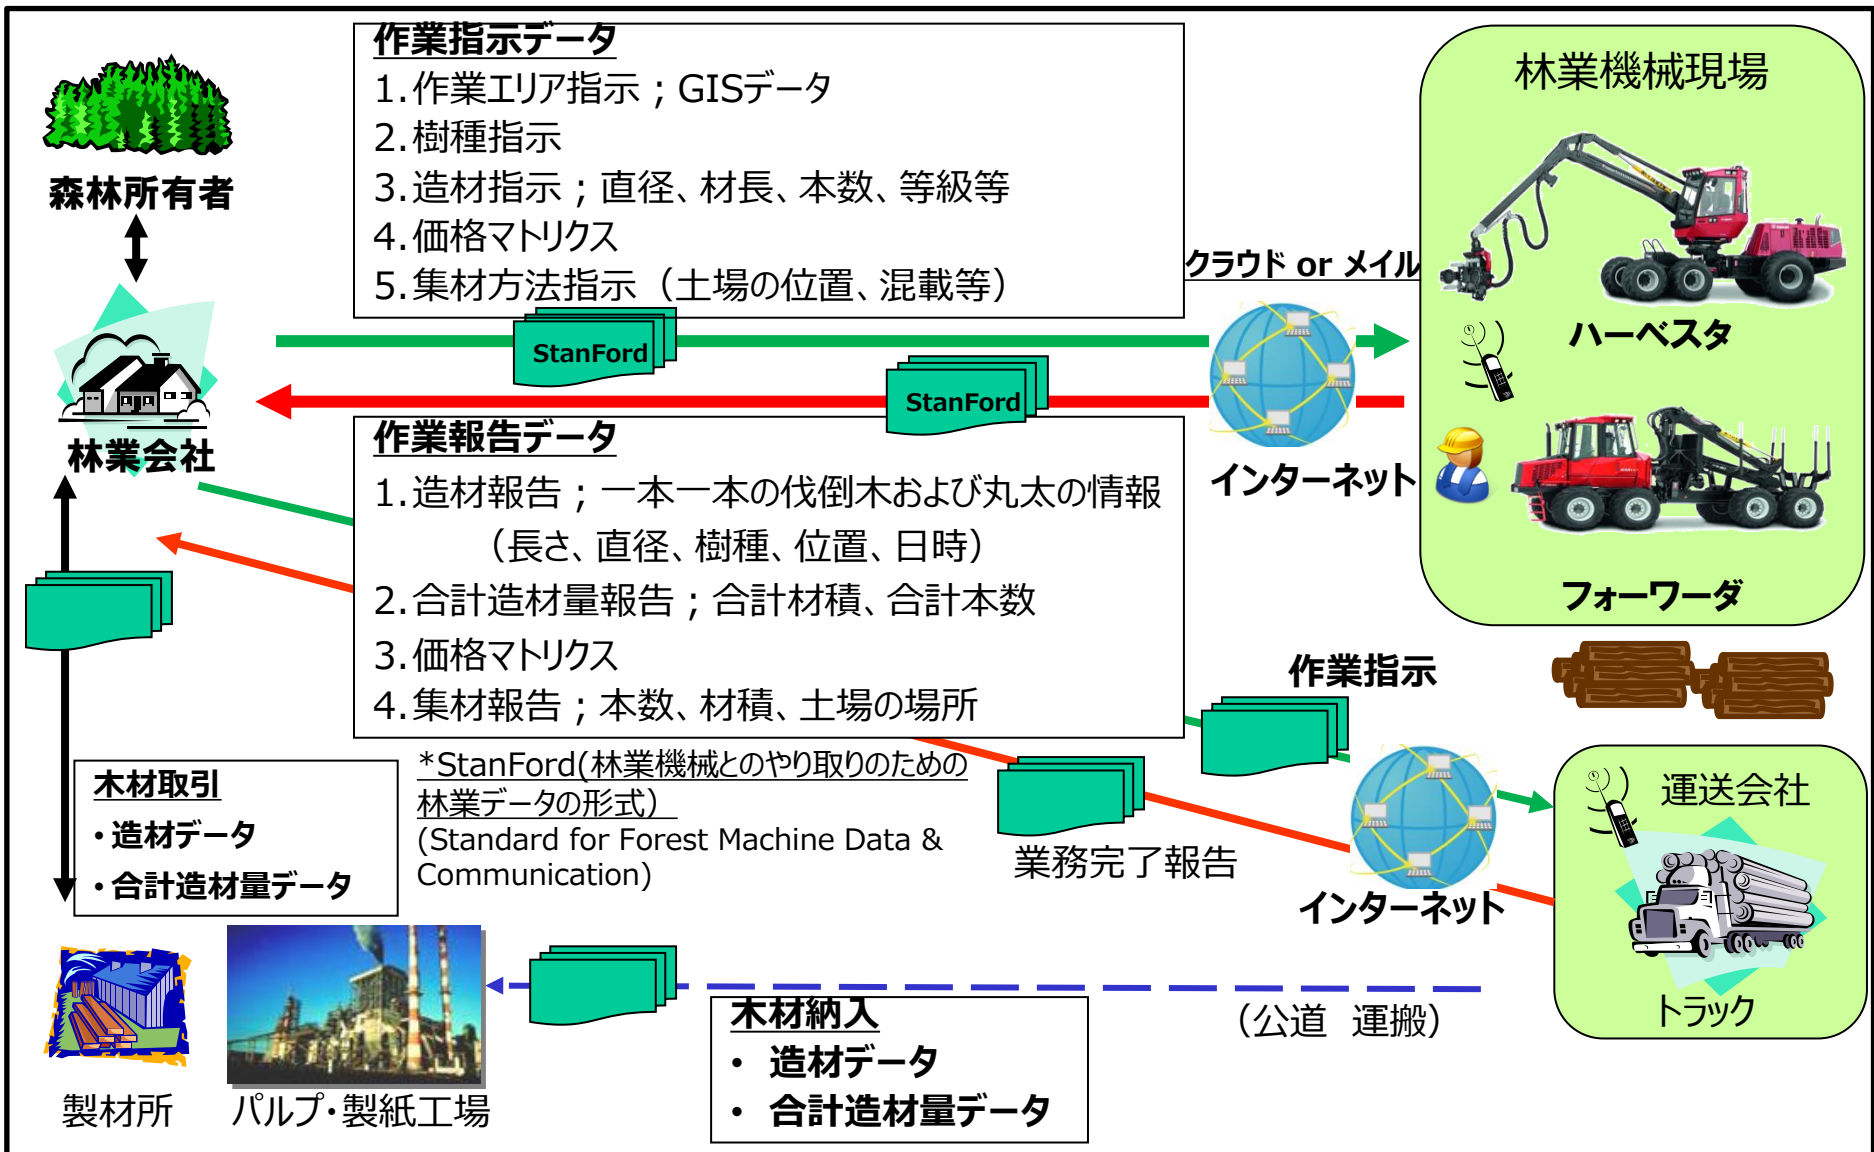 作業指示データ
1.作業エリア指示；GISデータ
2.樹種指示
3.造材指示；直径、材長、本数、等級等
4.価格マトリクス
5.集材方法指示（土場の位置、混載等）
森林所有者
林業会社
林業機械現場
クラウド or メイル
ハーベスタ
StanFord
StanFord
インターネット
フォーワーダ
作業報告データ
1.造材報告；一本一本の伐倒木および丸太の情報
（長さ、直径、樹種、位置、日時）
2.合計造材量報告；合計材積、合計本数
3.価格マトリクス
4.集材報告；本数、材積、土場の場所
作業指示
*StanFord(林業機械とのやり取りのための
林業データの形式）
(Standard for Forest Machine Data &
Communication)
木材取引
・造材データ
・合計造材量データ
業務完了報告
インターネット
運送会社
トラック
（公道　運搬）
木材納入
• 造材データ
• 合計造材量データ
製材所
パルプ・製紙工場